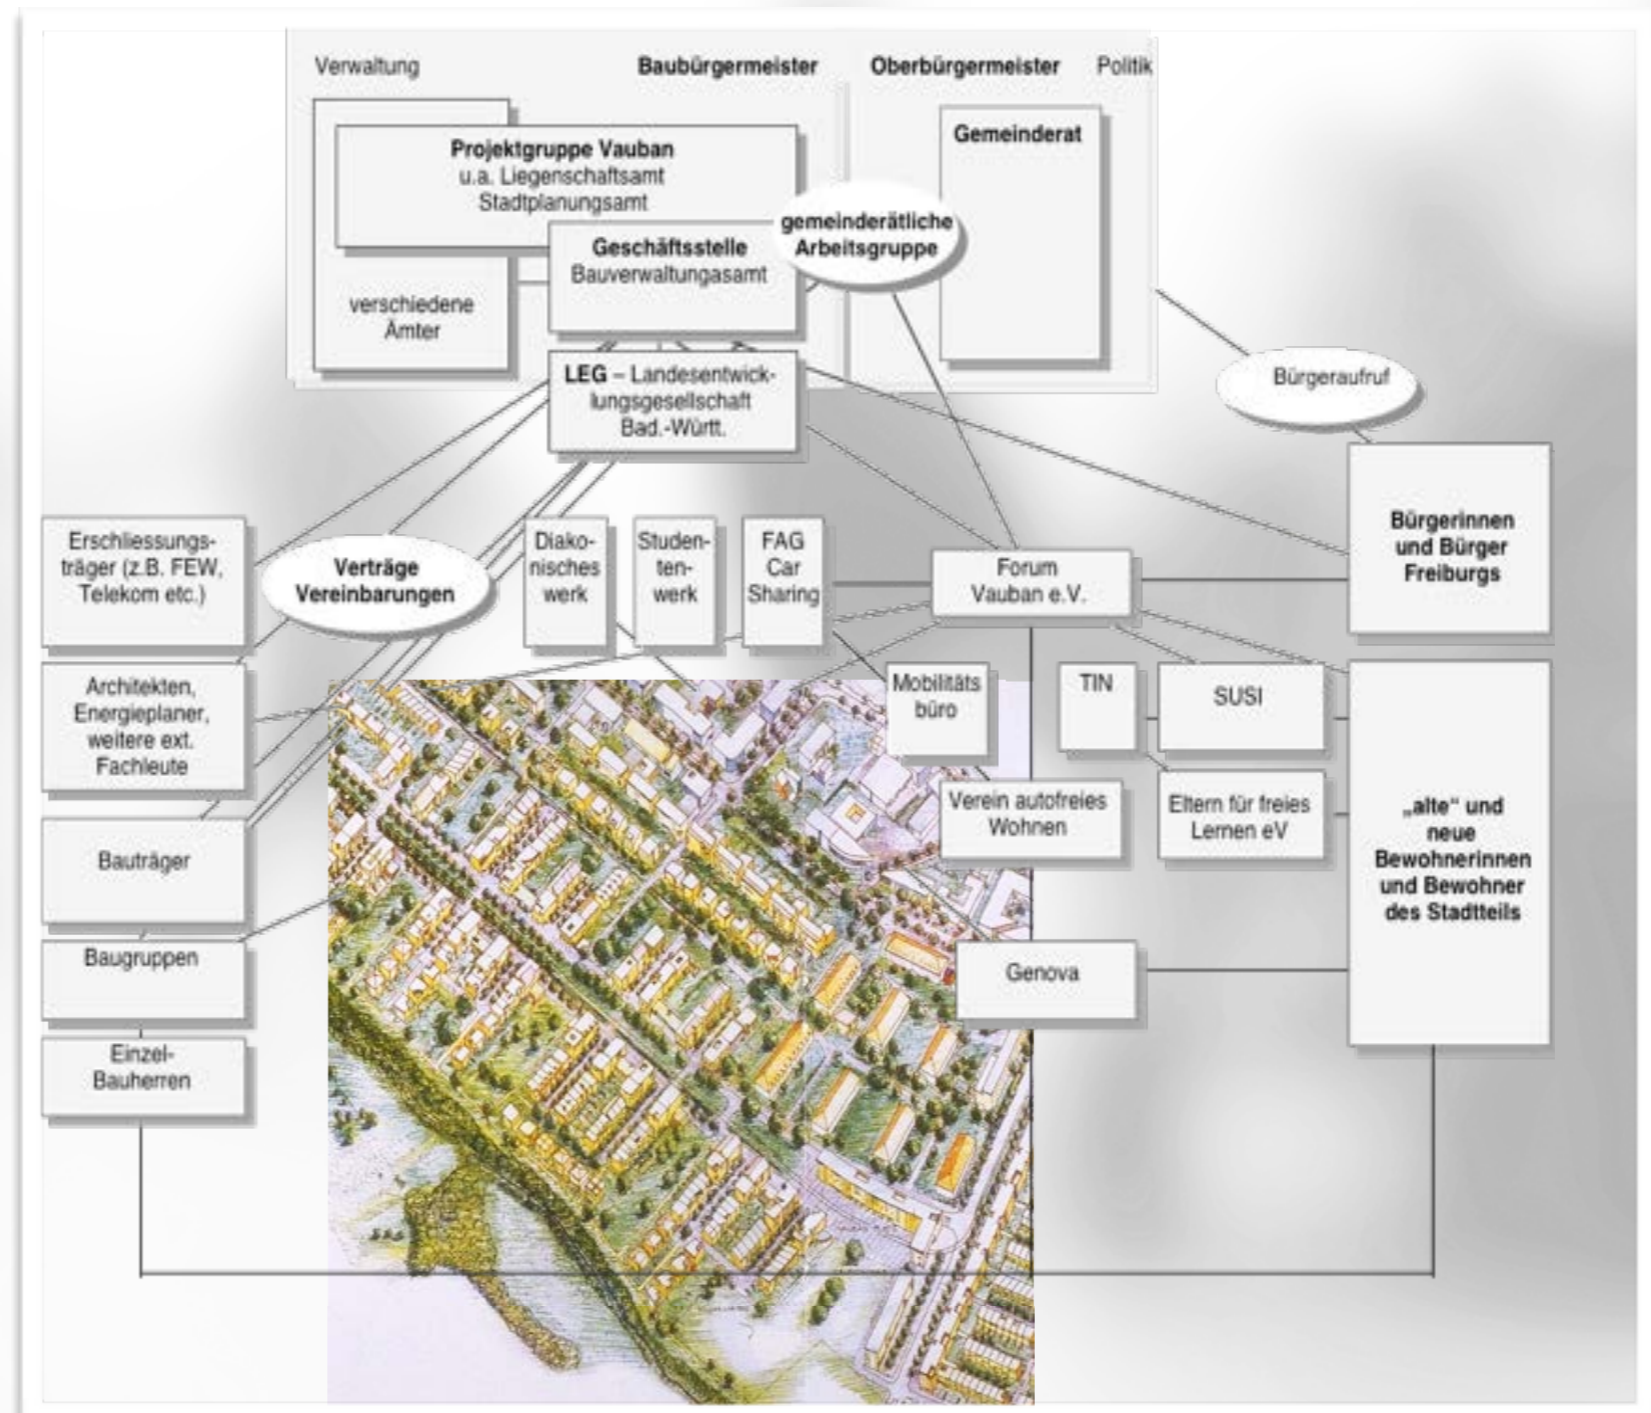 Verwaltung
Baubürgermeister
Oberbürgermeister
Politik
Projektgruppe Vauban
u.a. Liegenschaftsamt
Stadtplanungsamt
Gemeinderat
gemeinderätliche
Arbeitsgruppe
Geschäftsstelle
Bauverwaltungasamt
verschiedene
Ämter
LEG – Landesentwick-
lungsgesellschaft
Bad.-Württ.
Bürgeraufruf
Bürgerinnen
und Bürger
Freiburgs
Erschliessungs-
träger (z.B. FEW,
Telekom etc.)
Verträge
Vereinbarungen
Diako-
nisches
werk
Studen-
ten-
werk
FAG
Car
Sharing
Forum
Vauban e.V.
Architekten,
Energieplaner,
weitere ext.
Fachleute
Mobilitäts
büro
TIN
SUSI
Verein autofreies
Wohnen
Eltern für freies
Lernen eV
„alte“ und
neue
Bewohnerinnen
und Bewohner
des Stadtteils
Bauträger
Baugruppen
Genova
Einzel-
Bauherren